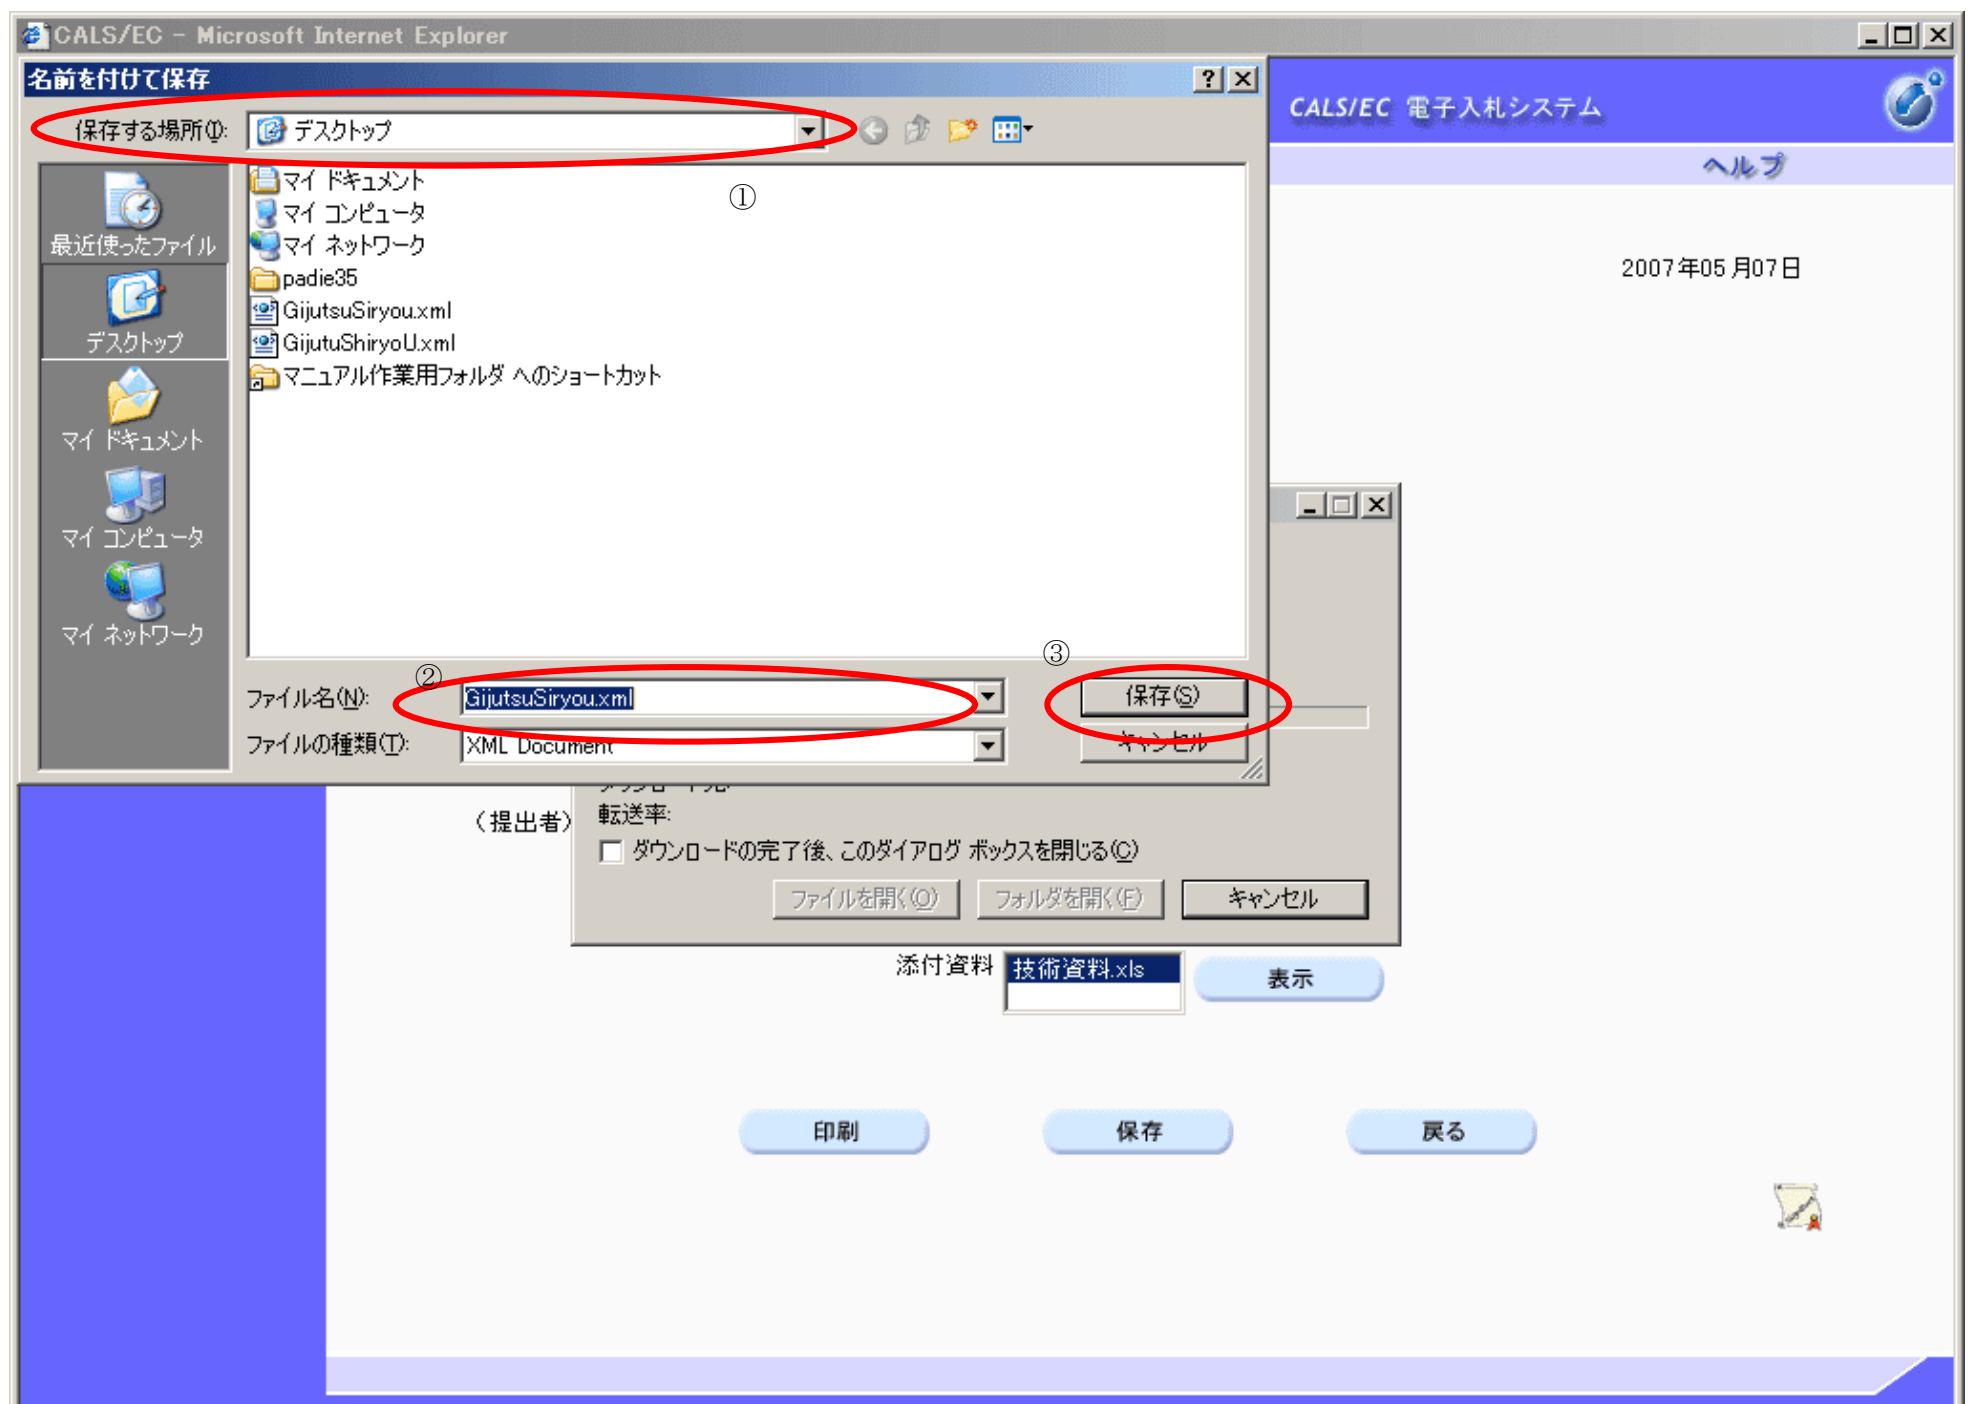 CALS/EC - Microsoft Internet Explorer
名前を付けて保存
保存する場所(I):
デスクトップ
CALS/EC 電子入札システム
ヘルプ
①
マイ ドキュメント
マイ コンピュータ
マイ ネットワーク
padie35
GijutsuSiryou.xml
GijutuShiryoU.xml
マニュアル作業用フォルダ へのショートカット
最近使ったファイル
デスクトップ
マイ ドキュメント
マイ コンピュータ
マイ ネットワーク
2007年05月07日
②
③
ファイル名(N):
GijutsuSiryou.xml
保存(S)
ファイルの種類(T):
XML Document
キャンセル
（提出者）
転送率:
ダウンロードの完了後、このダイアログ ボックスを閉じる(C)
ファイルを開く(O)
フォルダを開く(F)
キャンセル
添付資料
技術資料.xls
表示
印刷
保存
戻る